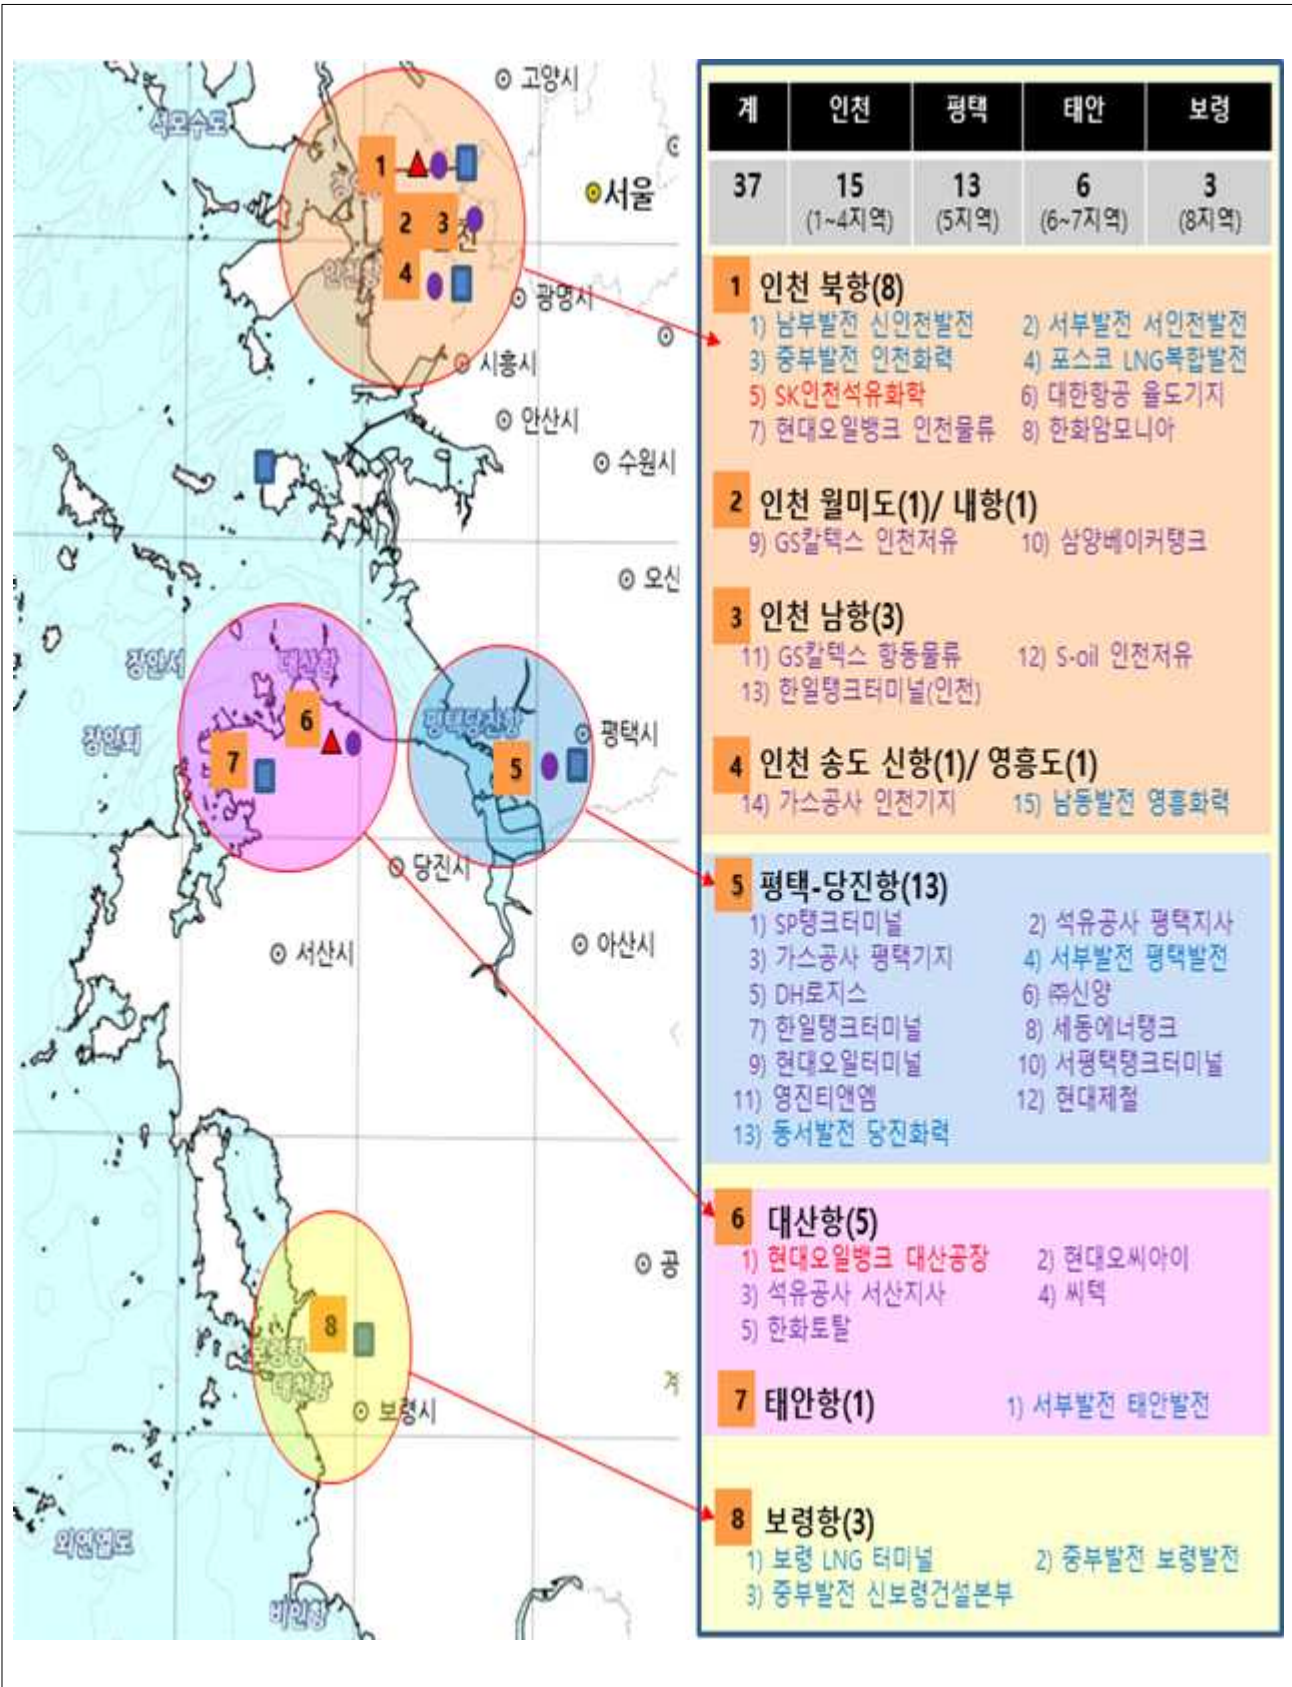 고양시
석모수도
서울
1
2
3
4
인천항
광명시
시흥시
안산시
수원시
오산
장안서
대산항
장안퇴
6
7
평택당진항
평택시
5
당진시
서산시
아산시
공
8
보령항
대천항
보령시
외연열도
비인항
계 인천 평택 태안 보령
37 15 13 6 3
(1~4지역) (5지역) (6~7지역) (8지역)
1 인천 북항(8)
1) 남부발전 신인천발전 2) 서부발전 서인천발전
3) 중부발전 인천화력 4) 포스코 LNG복합발전
5) SK인천석유화학 6) 대한항공 율도기지
7) 현대오일뱅크 인천물류 8) 한화암모니아
2 인천 월미도(1)/ 내항(1)
9) GS칼텍스 인천저유 10) 삼양베이커탱크
3 인천 남항(3)
11) GS칼텍스 항동물류 12) S-oil 인천저유
13) 한일탱크터미널(인천)
4 인천 송도 신항(1)/ 영흥도(1)
14) 가스공사 인천기지 15) 남동발전 영흥화력
5 평택-당진항(13)
1) SP탱크터미널 2) 석유공사 평택지사
3) 가스공사 평택기지 4) 서부발전 평택발전
5) DH로지스 6) ㈜신양
7) 한일탱크터미널 8) 세동에너탱크
9) 현대오일터미널 10) 서평택탱크터미널
11) 영진티앤엠 12) 현대제철
13) 동서발전 당진화력
6 대산항(5)
1) 현대오일뱅크 대산공장 2) 현대오씨아이
3) 석유공사 서산지사 4) 씨텍
5) 한화토탈
7 태안항(1) 1) 서부발전 태안발전
8 보령항(3)
1) 보령 LNG 터미널 2) 중부발전 보령발전
3) 중부발전 신보령건설본부